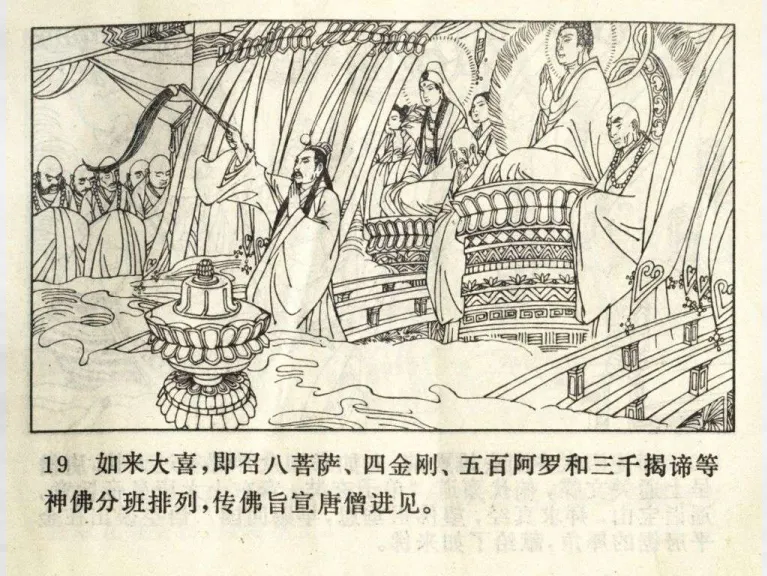 19 如来大喜，即召八菩萨、四金刚、五百阿罗和三千揭谛等
神佛分班排列，传佛旨宣唐僧进见。